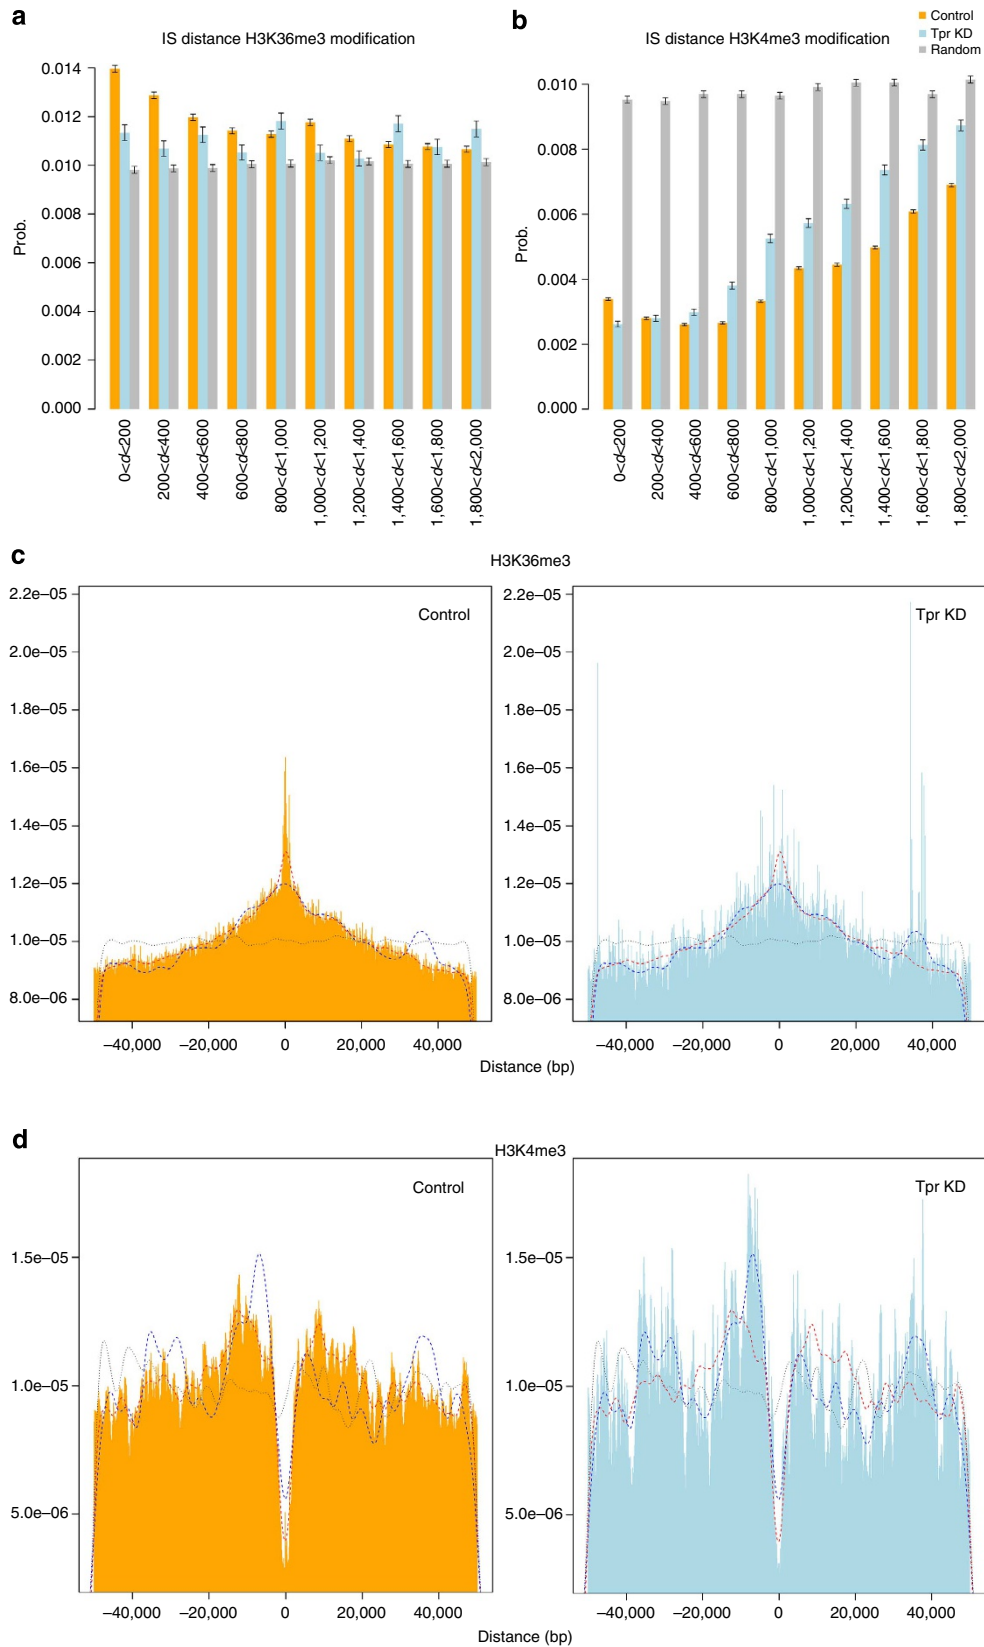 a
IS distance H3K36me3 modification
Prob.
0.014
0.012
0.010
0.008
0.006
0.004
0.002
0.000
0<d<200
200<d<400
400<d<600
600<d<800
800<d<1,000
1,000<d<1,200
1,200<d<1,400
1,400<d<1,600
1,600<d<1,800
1,800<d<2,000
b
IS distance H3K4me3 modification
Control
Tpr KD
Random
Prob.
0.010
0.008
0.006
0.004
0.002
0.000
0<d<200
200<d<400
400<d<600
600<d<800
800<d<1,000
1,000<d<1,200
1,200<d<1,400
1,400<d<1,600
1,600<d<1,800
1,800<d<2,000
c
H3K36me3
Control
2.2e–05
2.0e–05
1.8e–05
1.6e–05
1.4e–05
1.2e–05
1.0e–05
8.0e–06
–40,000 –20,000 0 20,000 40,000
Tpr KD
2.2e–05
2.0e–05
1.8e–05
1.6e–05
1.4e–05
1.2e–05
1.0e–05
8.0e–06
–40,000 –20,000 0 20,000 40,000
Distance (bp)
d
H3K4me3
Control
1.5e–05
1.0e–05
5.0e–06
–40,000 –20,000 0 20,000 40,000
Tpr KD
1.5e–05
1.0e–05
5.0e–06
–40,000 –20,000 0 20,000 40,000
Distance (bp)